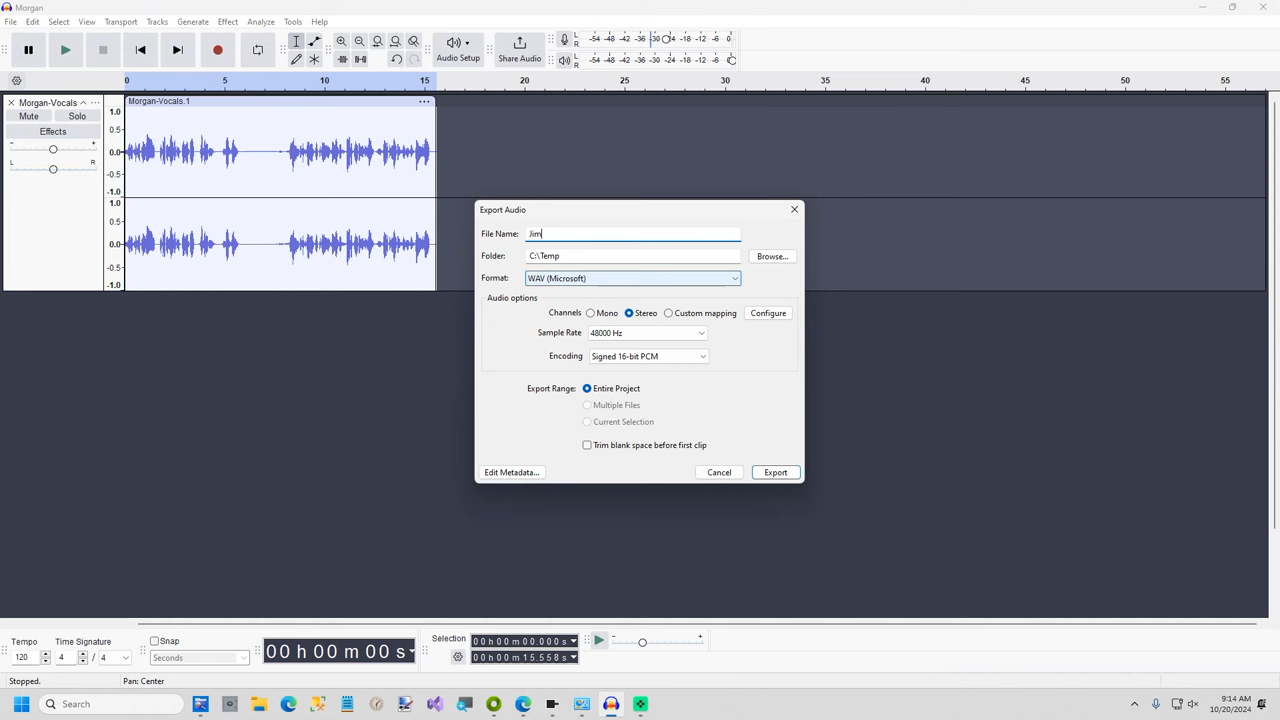 Morgan
File Edit Select View Transport Tracks Generate Effect Analyze Tools Help
Audio Setup Share Audio
L R -54 -48 -42 -36 -30 -24 -18 -12 -6 0
L R -54 -48 -42 -36 -30 -24 -18 -12 -6 0
0 5 10 15 20 25 30 35 40 45 50 55
Morgan-Vocals
Morgan-Vocals.1
Mute Solo
Effects
- +
L R
1.0
0.5
0.0
-0.5
-1.0
1.0
0.5
0.0
-0.5
-1.0
Export Audio
File Name: Jim
Folder: C:\Temp Browse...
Format: WAV (Microsoft)
Audio options
Channels Mono Stereo Custom mapping Configure
Sample Rate 48000 Hz
Encoding Signed 16-bit PCM
Export Range: Entire Project
Multiple Files
Current Selection
Trim blank space before first clip
Edit Metadata... Cancel Export
Tempo Time Signature Snap
120 4 / 4 Seconds
00 h 00 m 00 s
Selection
00 h 00 m 00.000 s
00 h 00 m 15.558 s
- +
Stopped. Pan: Center
Search
9:14 AM
10/20/2024